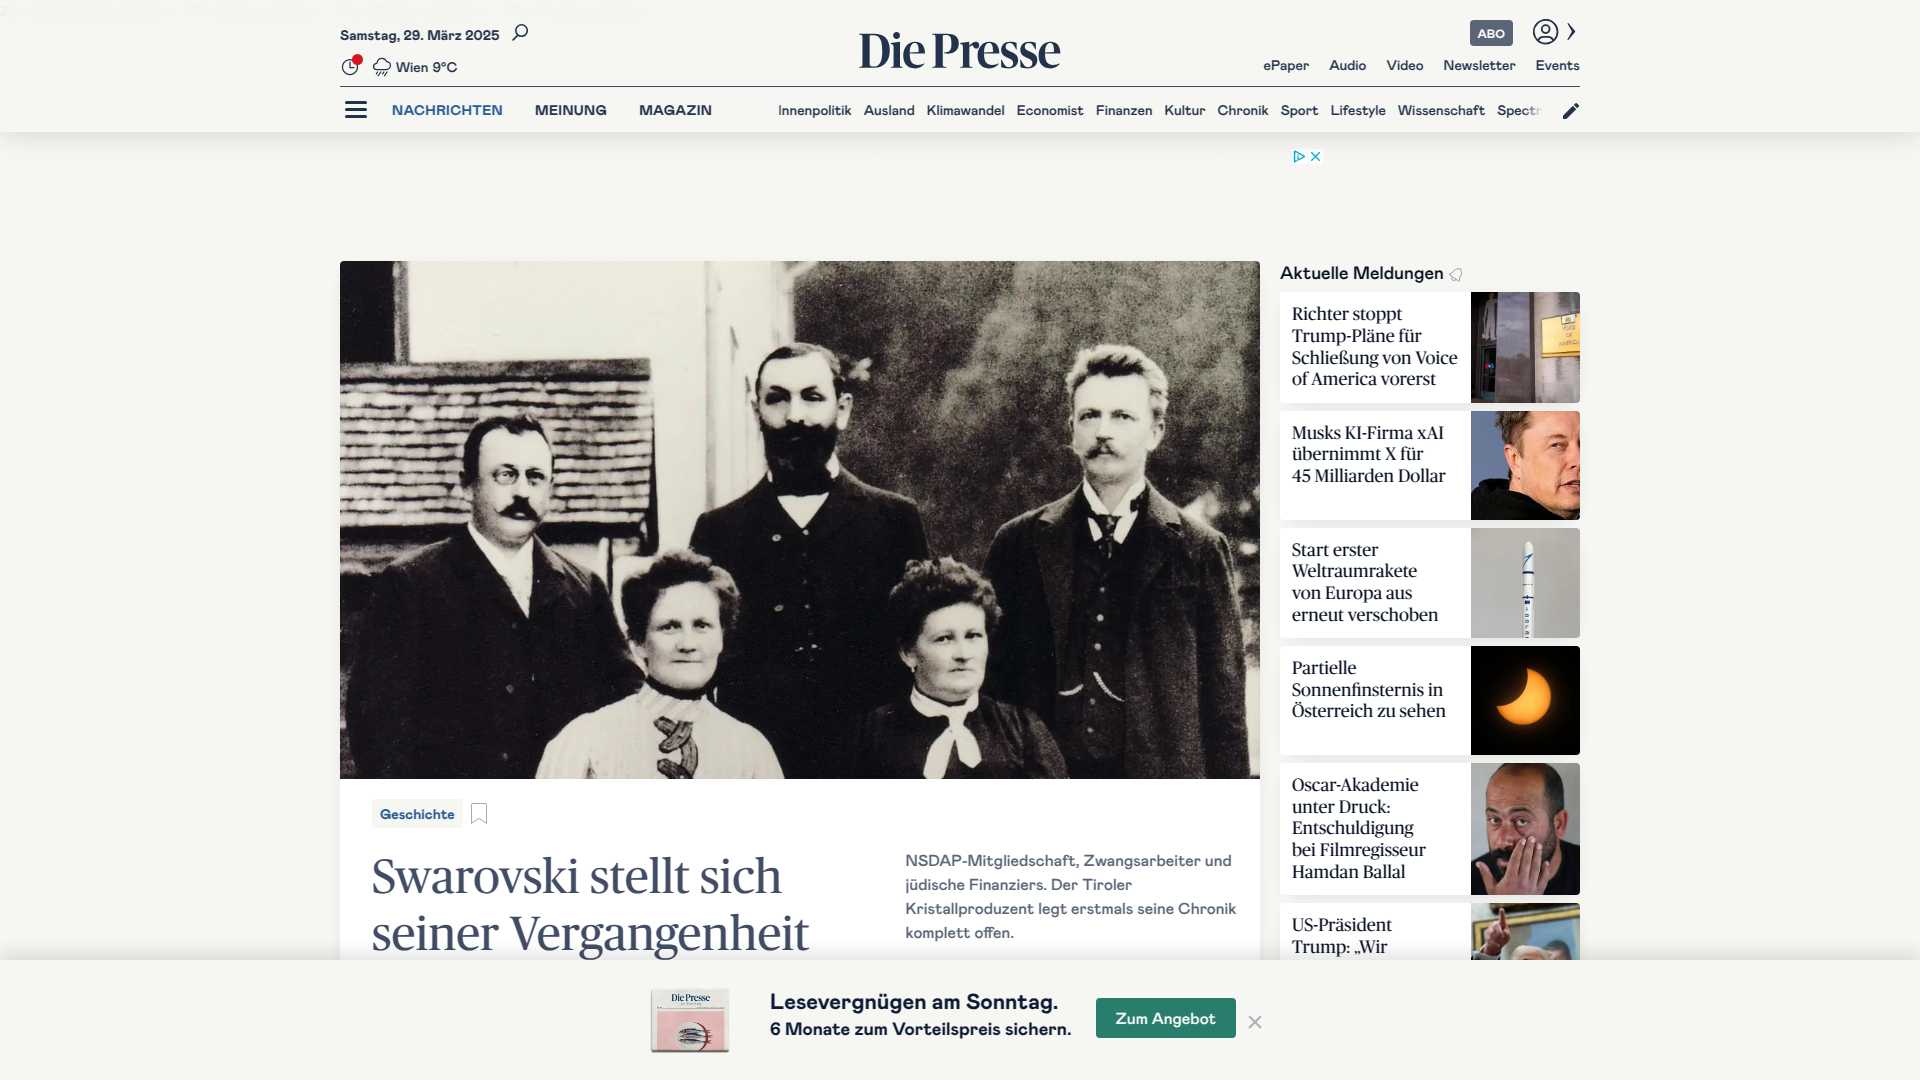 Samstag, 29. März 2025
Wien 9°C
Die Presse
ABO
ePaper Audio Video Newsletter Events
NACHRICHTEN MEINUNG MAGAZIN
Innenpolitik Ausland Klimawandel Economist Finanzen Kultur Chronik Sport Lifestyle Wissenschaft Spectr
Geschichte
Swarovski stellt sich
seiner Vergangenheit
NSDAP-Mitgliedschaft, Zwangsarbeiter und
jüdische Finanziers. Der Tiroler
Kristallproduzent legt erstmals seine Chronik
komplett offen.
Aktuelle Meldungen
Richter stoppt
Trump-Pläne für
Schließung von Voice
of America vorerst
Musks KI-Firma xAI
übernimmt X für
45 Milliarden Dollar
Start erster
Weltraumrakete
von Europa aus
erneut verschoben
Partielle
Sonnenfinsternis in
Österreich zu sehen
Oscar-Akademie
unter Druck:
Entschuldigung
bei Filmregisseur
Hamdan Ballal
US-Präsident
Trump: „Wir
Die Presse
Lesevergnügen am Sonntag.
6 Monate zum Vorteilspreis sichern.
Zum Angebot